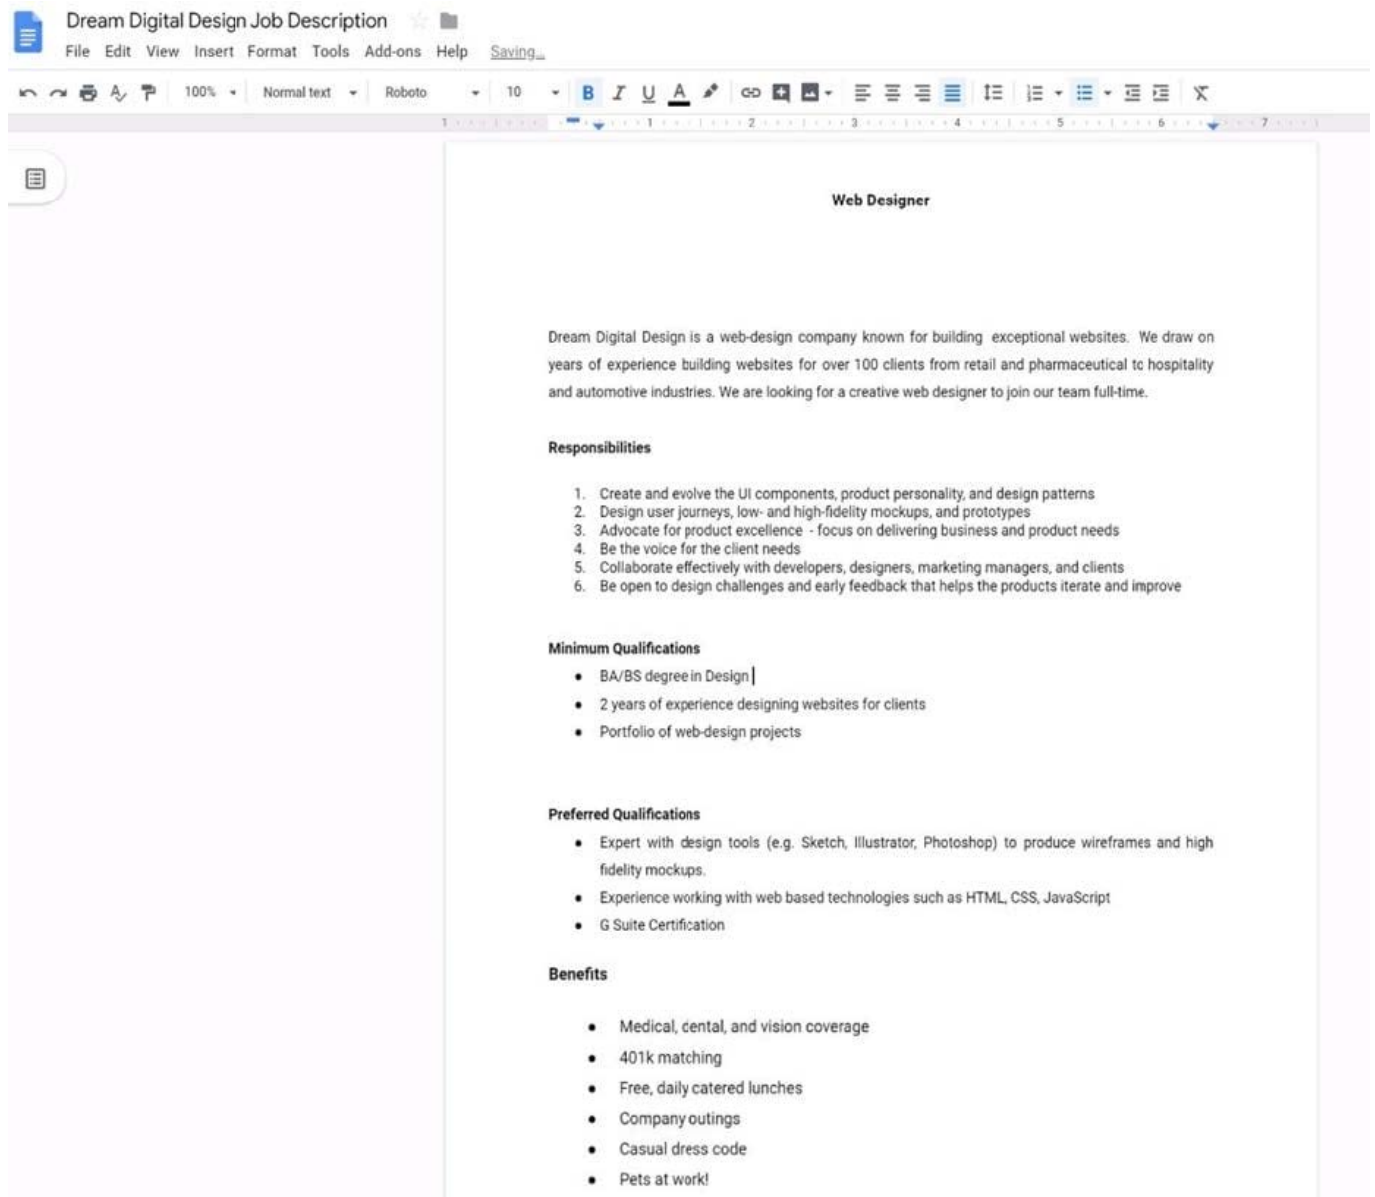 Dream Digital Design Job Description
File Edit View Insert Format Tools Add-ons Help Saving...
100% Normal text Roboto 10 B I U A
1 1 2 3 4 5 6 7
Web Designer
Dream Digital Design is a web-design company known for building exceptional websites. We draw on
years of experience building websites for over 100 clients from retail and pharmaceutical to hospitality
and automotive industries. We are looking for a creative web designer to join our team full-time.
Responsibilities
1. Create and evolve the UI components, product personality, and design patterns
2. Design user journeys, low- and high-fidelity mockups, and prototypes
3. Advocate for product excellence - focus on delivering business and product needs
4. Be the voice for the client needs
5. Collaborate effectively with developers, designers, marketing managers, and clients
6. Be open to design challenges and early feedback that helps the products iterate and improve
Minimum Qualifications
● BA/BS degree in Design
● 2 years of experience designing websites for clients
● Portfolio of web-design projects
Preferred Qualifications
● Expert with design tools (e.g. Sketch, Illustrator, Photoshop) to produce wireframes and high
fidelity mockups.
● Experience working with web based technologies such as HTML, CSS, JavaScript
● G Suite Certification
Benefits
● Medical, dental, and vision coverage
● 401k matching
● Free, daily catered lunches
● Company outings
● Casual dress code
● Pets at work!